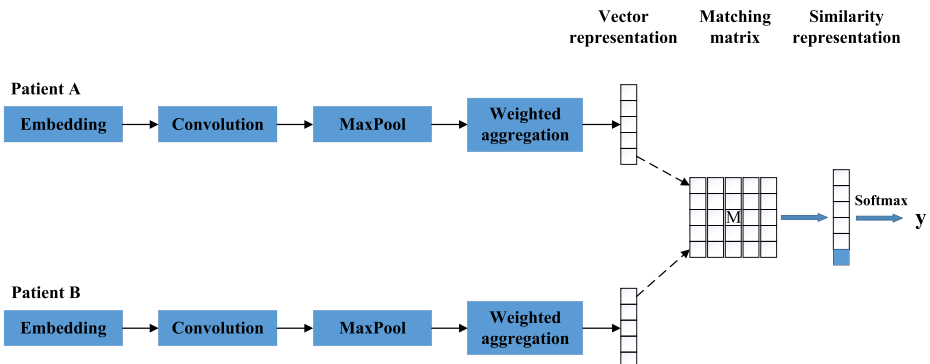 Vector
representation
Matching
matrix
Similarity
representation
Patient A
Embedding
Convolution
MaxPool
Weighted
aggregation
M
Softmax
y
Patient B
Embedding
Convolution
MaxPool
Weighted
aggregation